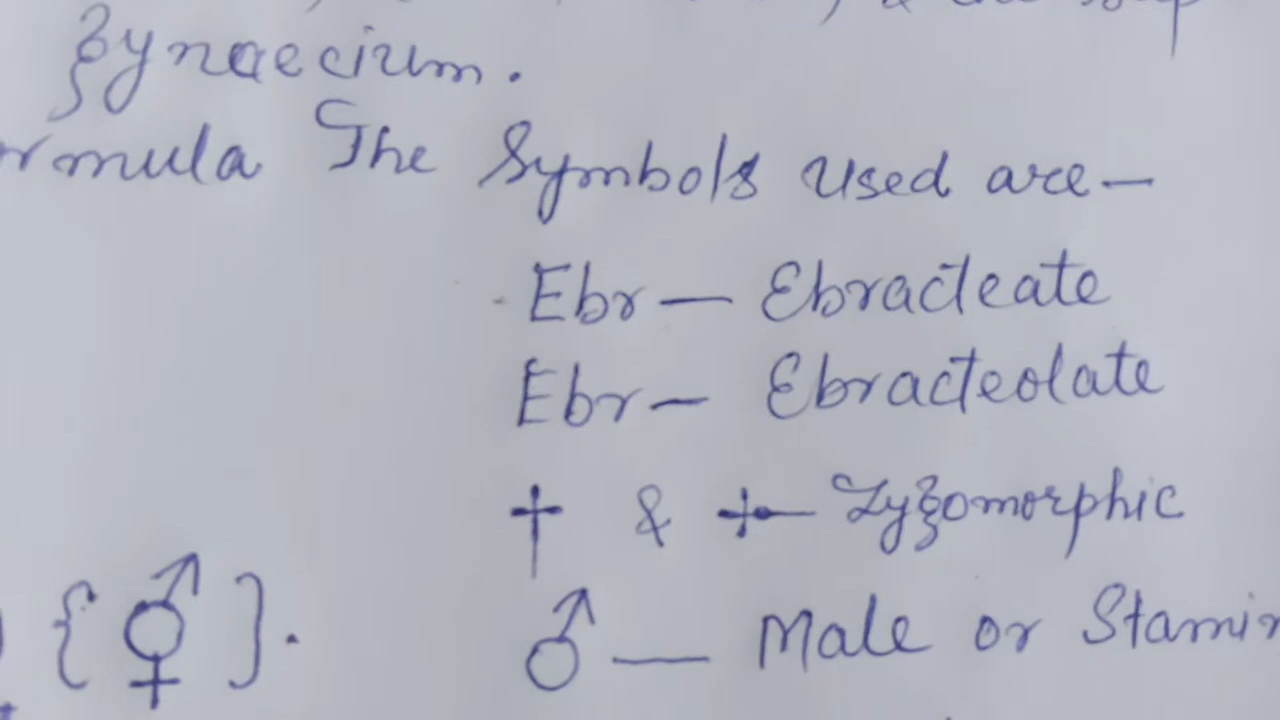 Gynaecium.
rmula The Symbols used are—
Ebr — Ebracteate
Ebr — Ebracteolate
† & ÷— Zygomorphic
{⚥}. ♂ — Male or Stamin